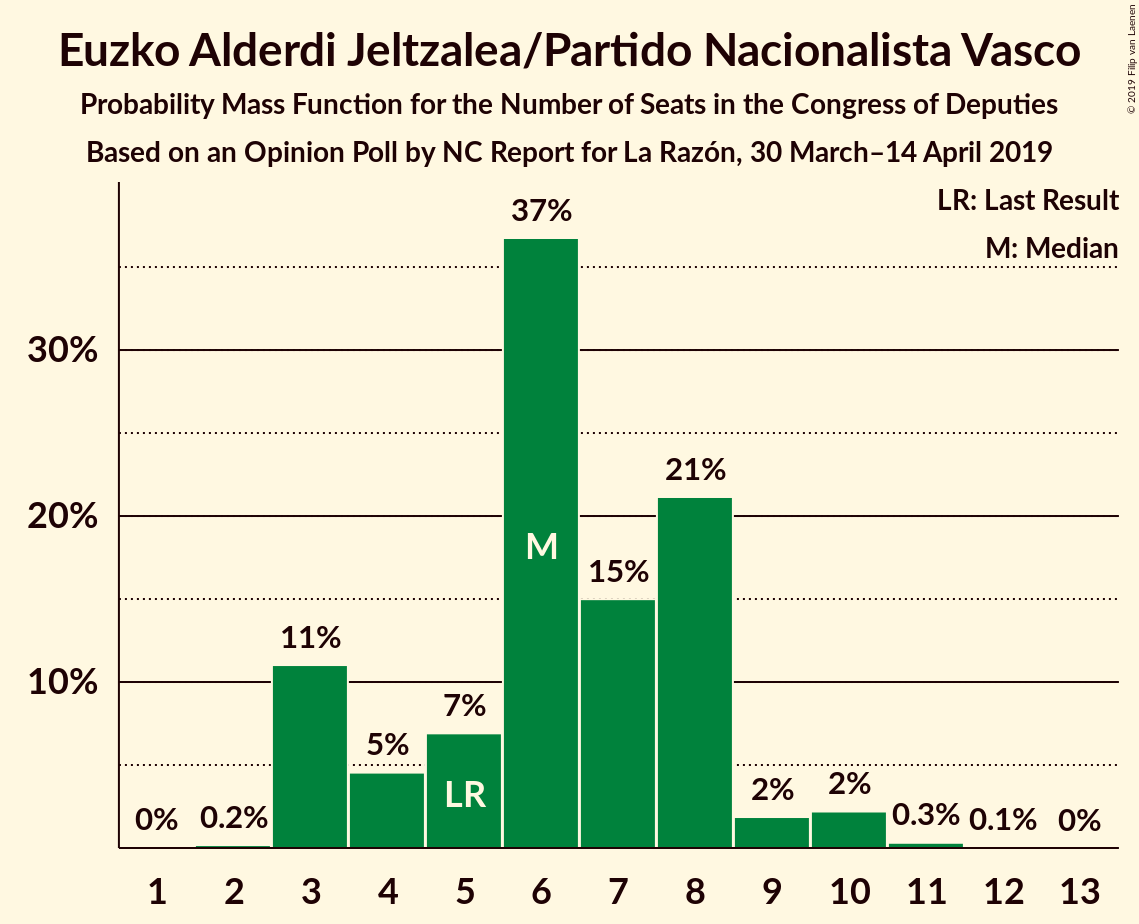 Euzko Alderdi Jeltzalea/Partido Nacionalista Vasco
Probability Mass Function for the Number of Seats in the Congress of Deputies
Based on an Opinion Poll by NC Report for La Razón, 30 March–14 April 2019
© 2019 Filip van Laenen
LR: Last Result
M: Median
30%
20%
10%
0%
0.2%
11%
5%
7%
37%
15%
21%
2%
2%
0.3%
0.1%
0%
M
LR
1 2 3 4 5 6 7 8 9 10 11 12 13